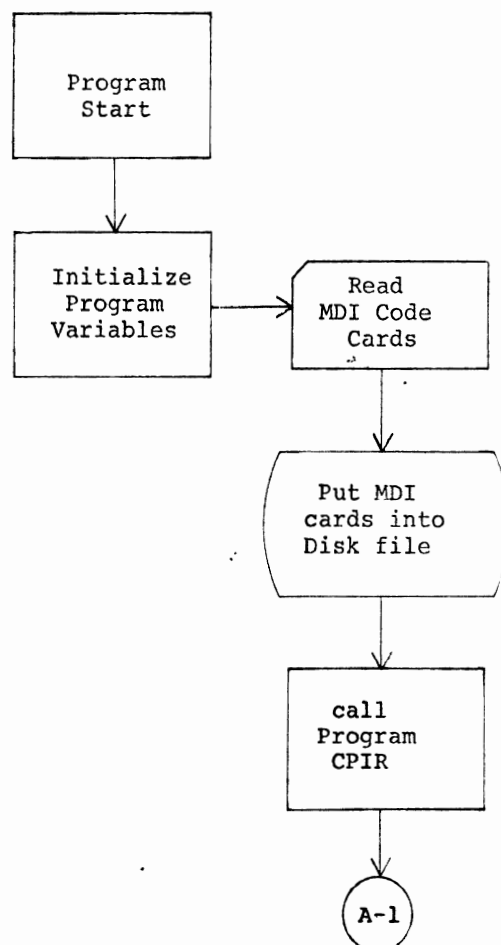 Program
Start
Initialize
Program
Variables
Read
MDI Code
Cards
Put MDI
cards into
Disk file
call
Program
CPIR
A-1